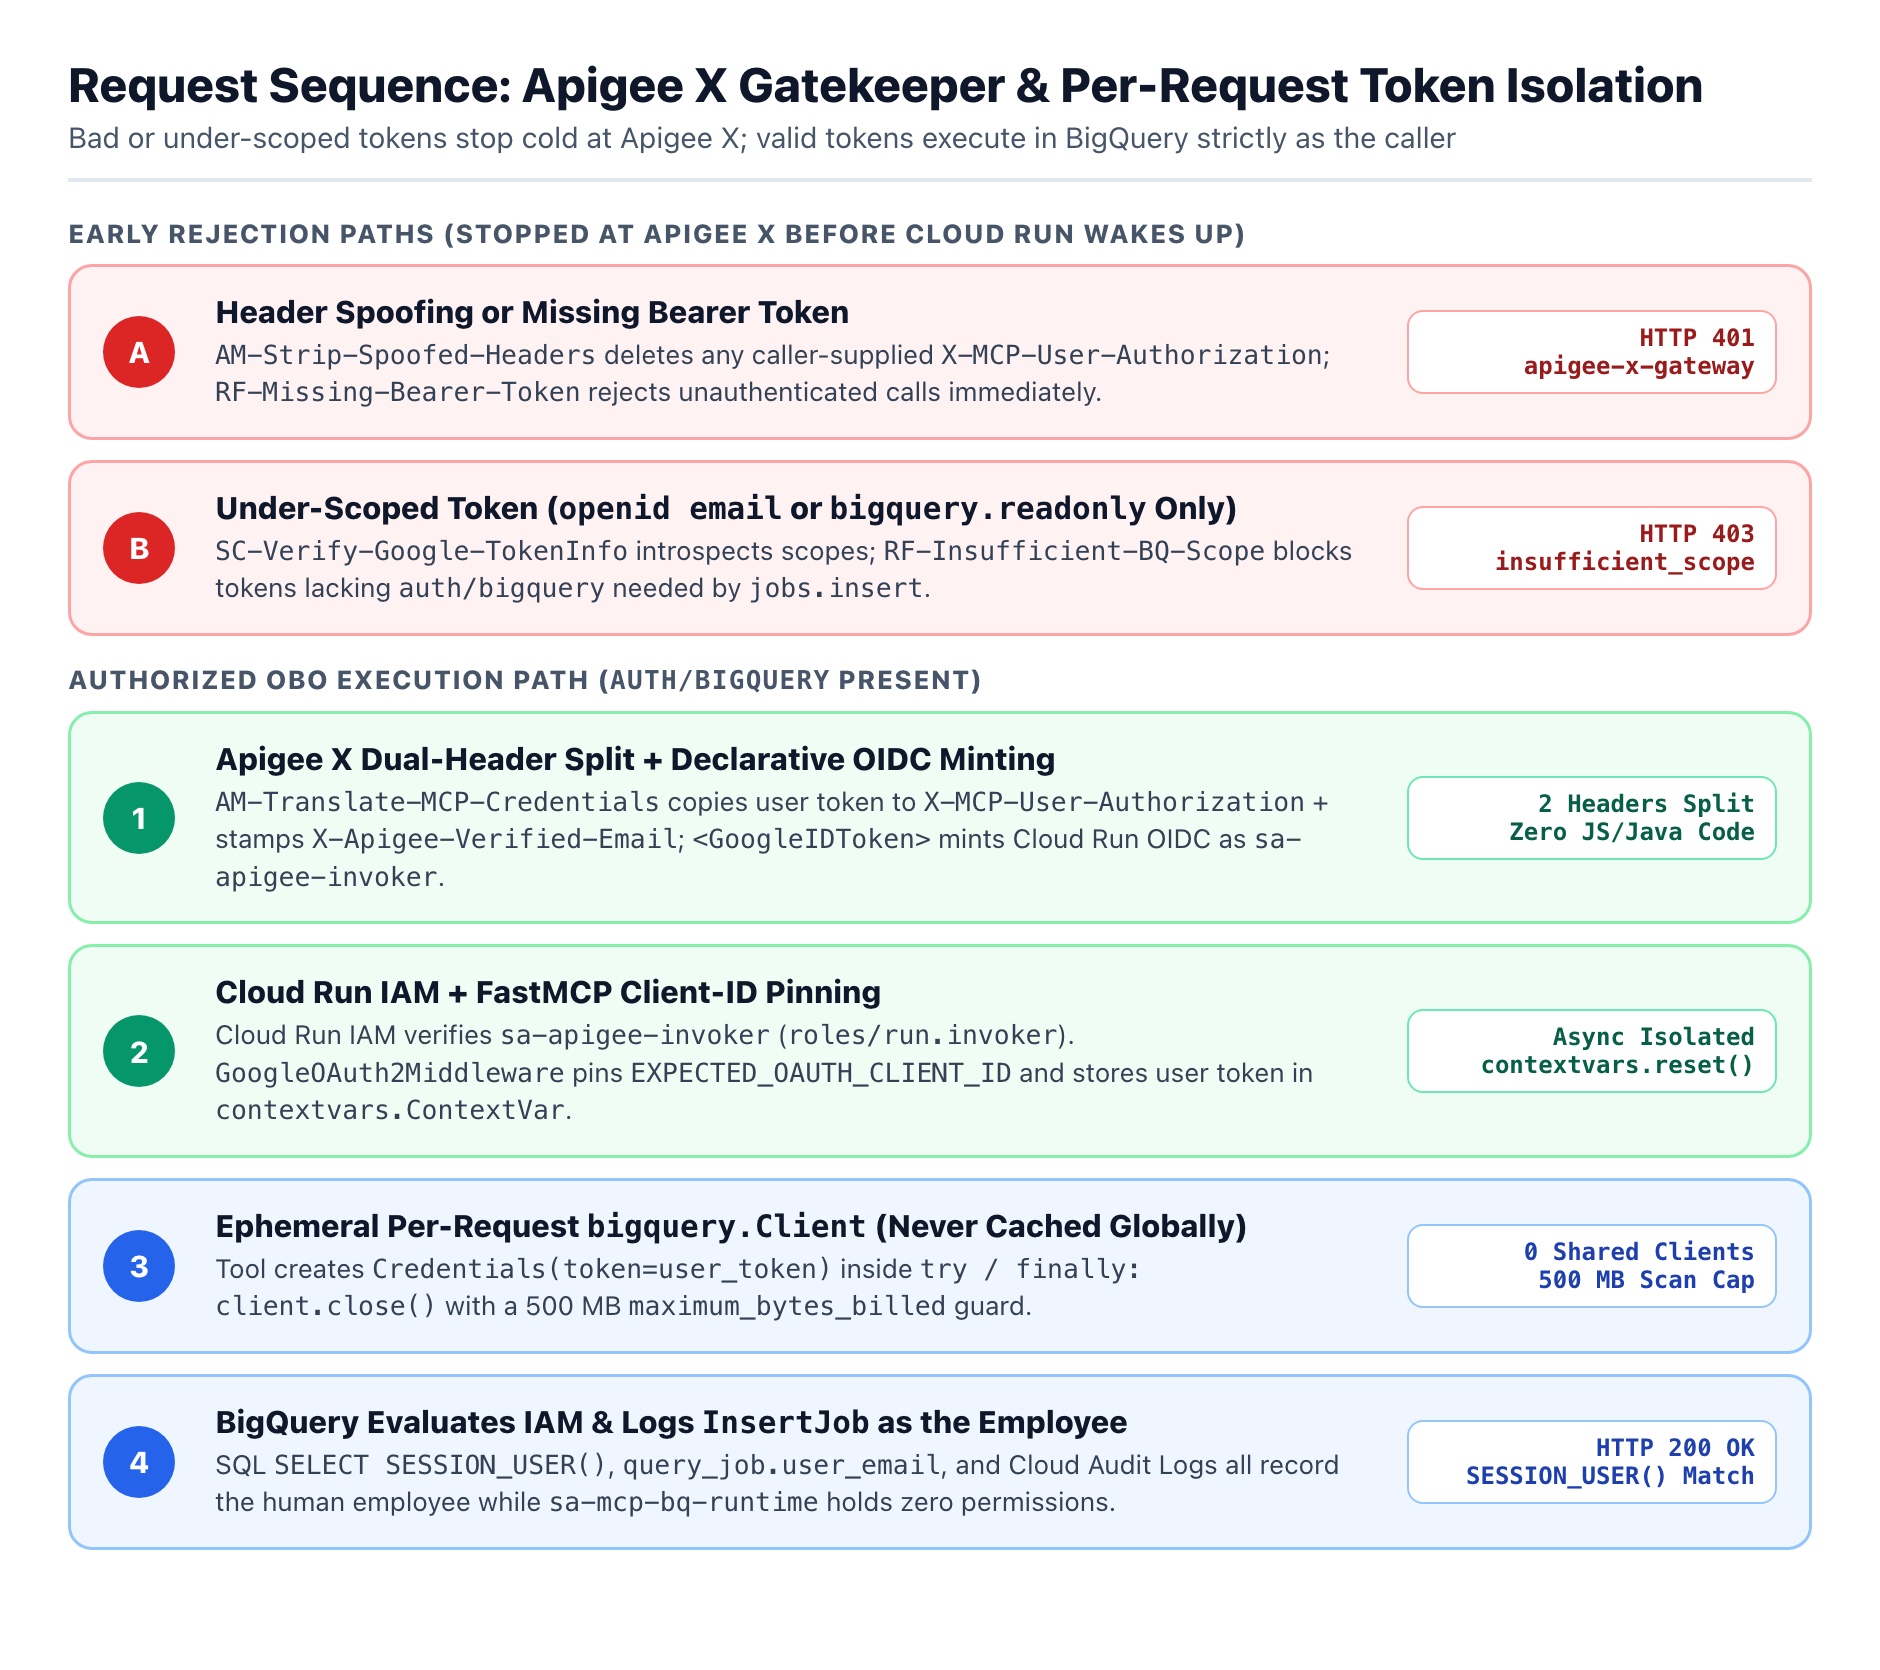 Request Sequence: Apigee X Gatekeeper & Per-Request Token Isolation
Bad or under-scoped tokens stop cold at Apigee X; valid tokens execute in BigQuery strictly as the caller
EARLY REJECTION PATHS (STOPPED AT APIGEE X BEFORE CLOUD RUN WAKES UP)
A
Header Spoofing or Missing Bearer Token
AM-Strip-Spoofed-Headers deletes any caller-supplied X-MCP-User-Authorization;
RF-Missing-Bearer-Token rejects unauthenticated calls immediately.
HTTP 401
apigee-x-gateway
B
Under-Scoped Token (openid email or bigquery.readonly Only)
SC-Verify-Google-TokenInfo introspects scopes; RF-Insufficient-BQ-Scope blocks
tokens lacking auth/bigquery needed by jobs.insert.
HTTP 403
insufficient_scope
AUTHORIZED OBO EXECUTION PATH (AUTH/BIGQUERY PRESENT)
1
Apigee X Dual-Header Split + Declarative OIDC Minting
AM-Translate-MCP-Credentials copies user token to X-MCP-User-Authorization +
stamps X-Apigee-Verified-Email; <GoogleIDToken> mints Cloud Run OIDC as sa-
apigee-invoker.
2 Headers Split
Zero JS/Java Code
2
Cloud Run IAM + FastMCP Client-ID Pinning
Cloud Run IAM verifies sa-apigee-invoker (roles/run.invoker).
GoogleOAuth2Middleware pins EXPECTED_OAUTH_CLIENT_ID and stores user token in
contextvars.ContextVar.
Async Isolated
contextvars.reset()
3
Ephemeral Per-Request bigquery.Client (Never Cached Globally)
Tool creates Credentials(token=user_token) inside try / finally:
client.close() with a 500 MB maximum_bytes_billed guard.
0 Shared Clients
500 MB Scan Cap
4
BigQuery Evaluates IAM & Logs InsertJob as the Employee
SQL SELECT SESSION_USER(), query_job.user_email, and Cloud Audit Logs all record
the human employee while sa-mcp-bq-runtime holds zero permissions.
HTTP 200 OK
SESSION_USER() Match